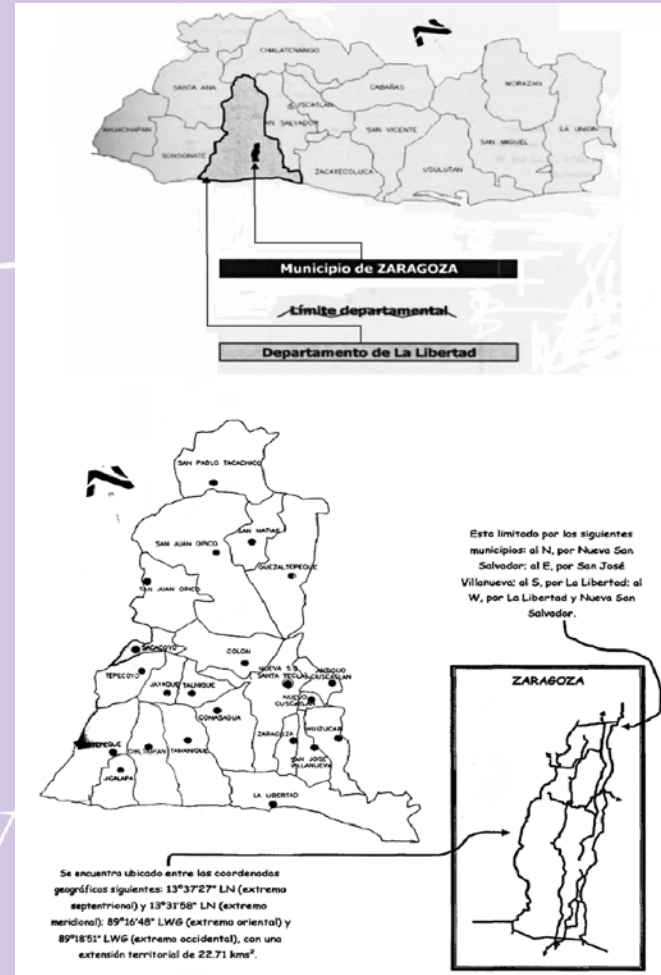 CHALATENANGO
SANTA ANA
CABAÑAS
MORAZAN
CUSCATLAN
AHUACHAPAN
SAN SALVADOR
SAN VICENTE
SAN MIGUEL
LA UNION
SONSONATE
ZACATECOLUCA
USULUTAN
Municipio de ZARAGOZA
Límite departamental
Departamento de La Libertad
SAN PABLO TACACHICO
SAN MATIAS
SAN JUAN OPICO
QUEZALTEPEQUE
SAN JUAN OPICO
SACACOYO
COLON
TEPECOYO
JAYAQUE
TALNIQUE
NUEVA S.S.
SANTA TECLA
ANTIGUO
CUSCATLAN
NUEVO
CUSCATLAN
COMASAGUA
CHILTIUPAN
TAMANIQUE
ZARAGOZA
HUIZUCAR
SAN JOSE
VILLANUEVA
JICALAPA
LA LIBERTAD
Esta limitado por los siguientes
municipios: al N, por Nueva San
Salvador; al E, por San José
Villanueva; al S, por La Libertad; al
W, por La Libertad y Nueva San
Salvador.
ZARAGOZA
Se encuentra ubicado entre las coordenadas
geográficas siguientes: 13°37'27" LN (extremo
septentrional) y 13°31'58" LN (extremo
meridional); 89°16'48" LWG (extremo oriental) y
89°18'51" LWG (extremo occidental), con una
extensión territorial de 22.71 kms².